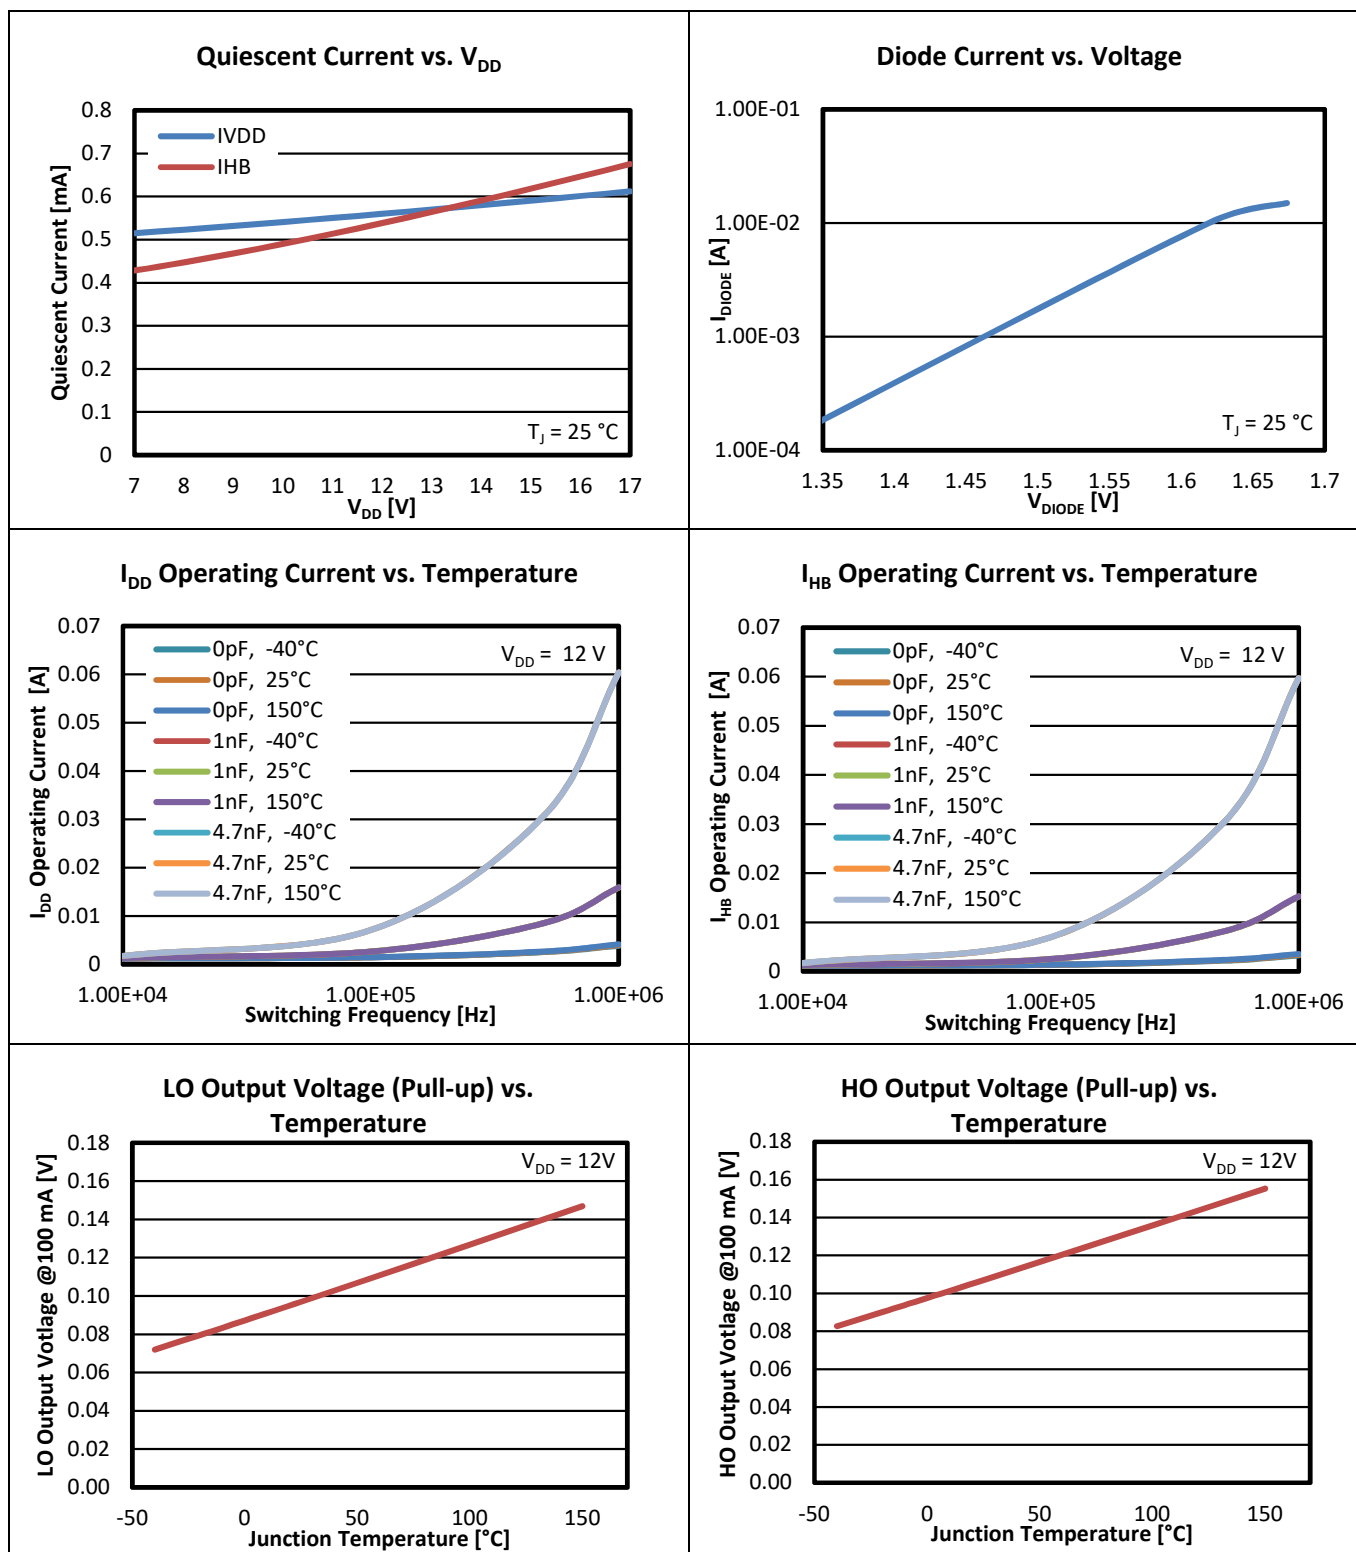 Quiescent Current vs. VDD
Quiescent Current [mA]
0.8
0.7
0.6
0.5
0.4
0.3
0.2
0.1
0
IVDD
IHB
TJ = 25 °C
7 8 9 10 11 12 13 14 15 16 17
VDD [V]
Diode Current vs. Voltage
IDIODE [A]
1.00E-01
1.00E-02
1.00E-03
1.00E-04
TJ = 25 °C
1.35 1.4 1.45 1.5 1.55 1.6 1.65 1.7
VDIODE [V]
IDD Operating Current vs. Temperature
IDD Operating Current [A]
0.07
0.06
0.05
0.04
0.03
0.02
0.01
0
0pF, -40°C
0pF, 25°C
0pF, 150°C
1nF, -40°C
1nF, 25°C
1nF, 150°C
4.7nF, -40°C
4.7nF, 25°C
4.7nF, 150°C
VDD = 12 V
1.00E+04 1.00E+05 1.00E+06
Switching Frequency [Hz]
IHB Operating Current vs. Temperature
IHB Operating Current [A]
0.07
0.06
0.05
0.04
0.03
0.02
0.01
0
0pF, -40°C
0pF, 25°C
0pF, 150°C
1nF, -40°C
1nF, 25°C
1nF, 150°C
4.7nF, -40°C
4.7nF, 25°C
4.7nF, 150°C
VDD = 12 V
1.00E+04 1.00E+05 1.00E+06
Switching Frequency [Hz]
LO Output Voltage (Pull-up) vs.
Temperature
LO Output Votlage @100 mA [V]
0.18
0.16
0.14
0.12
0.10
0.08
0.06
0.04
0.02
0.00
VDD = 12V
-50 0 50 100 150
Junction Temperature [°C]
HO Output Voltage (Pull-up) vs.
Temperature
HO Output Votlage @100 mA [V]
0.18
0.16
0.14
0.12
0.10
0.08
0.06
0.04
0.02
0.00
VDD = 12V
-50 0 50 100 150
Junction Temperature [°C]